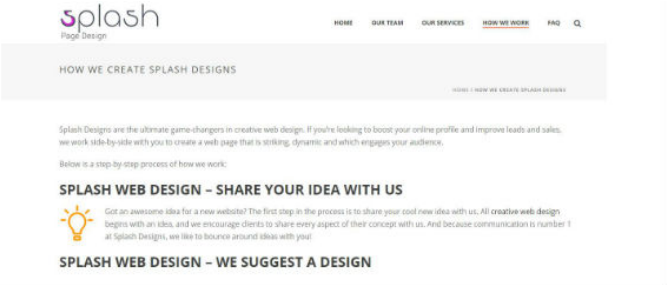 splash
Page Design
HOME OUR TEAM OUR SERVICES HOW WE WORK FAQ
HOW WE CREATE SPLASH DESIGNS
HOME / HOW WE CREATE SPLASH DESIGNS
Splash Designs are the ultimate game-changers in creative web design. If you're looking to boost your online profile and improve leads and sales,
we work side-by-side with you to create a web page that is striking, dynamic and which engages your audience.
Below is a step-by-step process of how we work:
SPLASH WEB DESIGN – SHARE YOUR IDEA WITH US
Got an awesome idea for a new website? The first step in the process is to share your cool new idea with us. All creative web design
begins with an idea, and we encourage clients to share every aspect of their concept with us. And because communication is number 1
at Splash Designs, we like to bounce around ideas with you!
SPLASH WEB DESIGN – WE SUGGEST A DESIGN